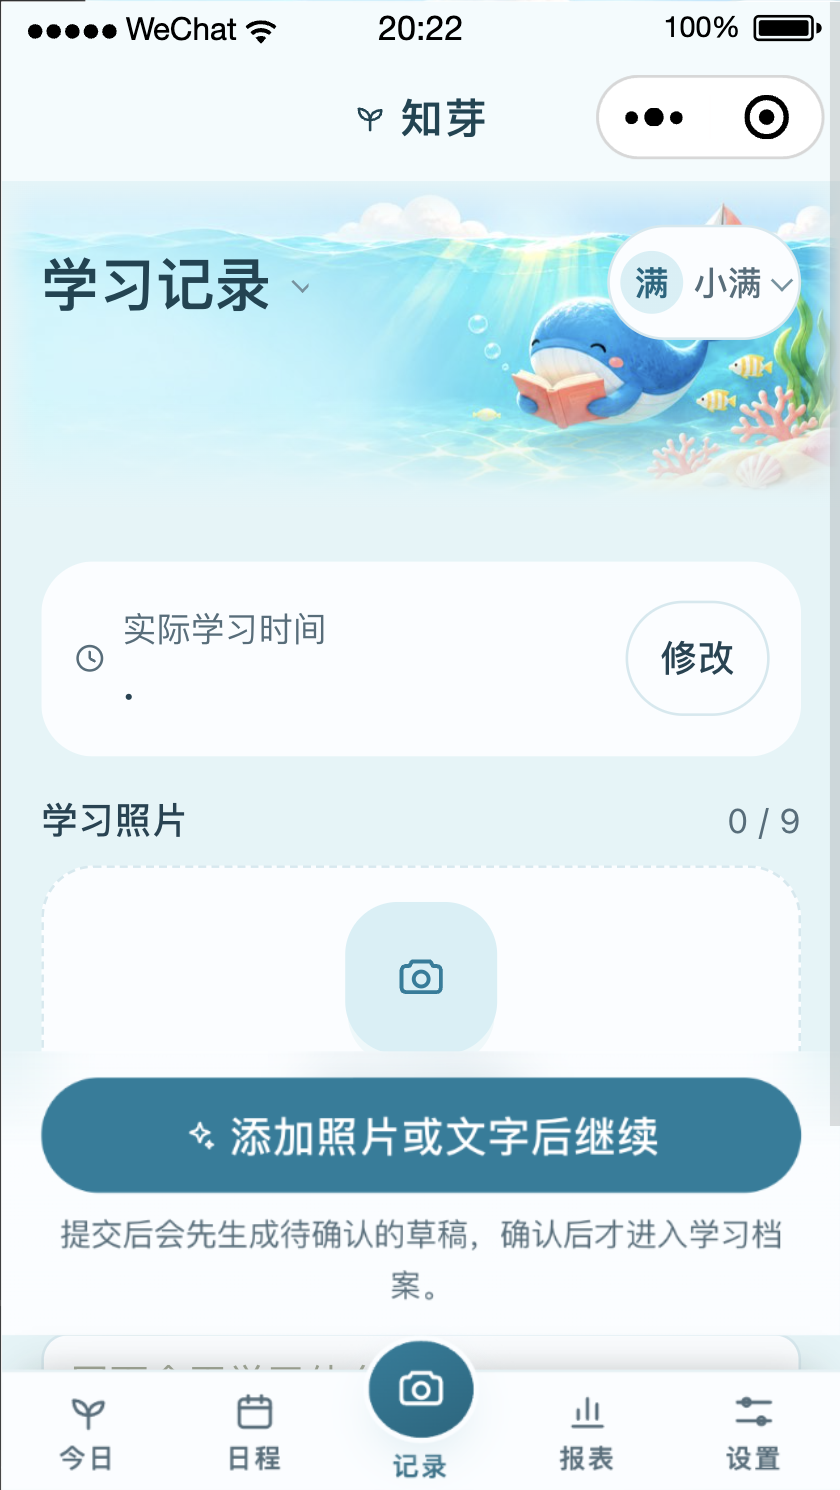 ●●●●● WeChat
20:22
100%
知芽
学习记录
满 小满
实际学习时间
·
修改
学习照片
0 / 9
添加照片或文字后继续
提交后会先生成待确认的草稿，确认后才进入学习档
案。
今日
日程
记录
报表
设置